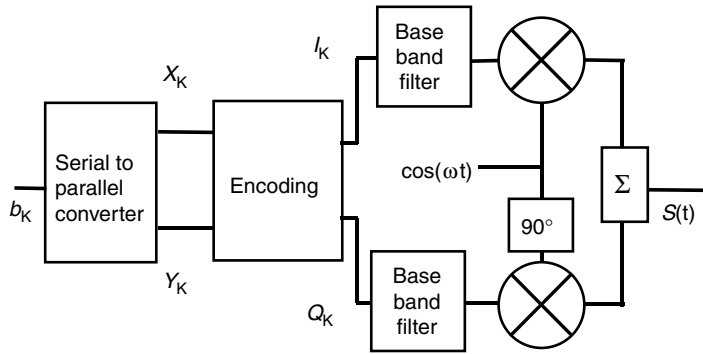 b_K
Serial to
parallel
converter
X_K
Y_K
Encoding
I_K
Q_K
Base
band
filter
Base
band
filter
cos(ωt)
90°
Σ
S(t)